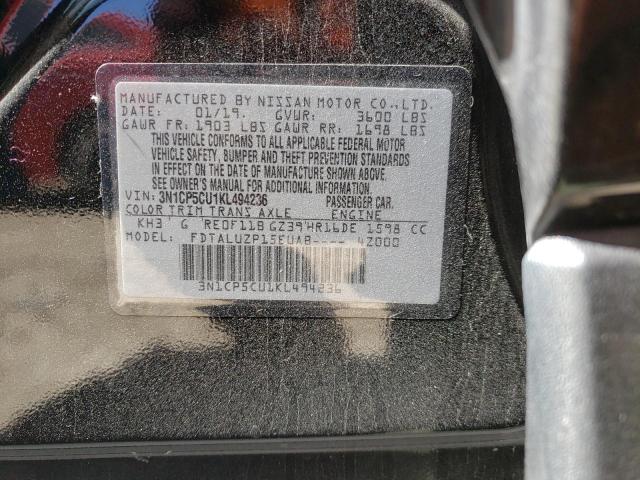 MANUFACTURED BY NISSAN MOTOR CO.,LTD.
DATE: 01/19. GVWR: 3600 LBS
GAWR FR: 1903 LBS GAWR RR: 1698 LBS
THIS VEHICLE CONFORMS TO ALL APPLICABLE FEDERAL MOTOR
VEHICLE SAFETY, BUMPER AND THEFT PREVENTION STANDARDS
IN EFFECT ON THE DATE OF MANUFACTURE SHOWN ABOVE.
SEE OWNER'S MANUAL FOR ADDITIONAL INFORMATION.
VIN: 3N1CP5CU1KL494236 PASSENGER CAR.
COLOR TRIM TRANS AXLE ENGINE
KH3 G RE0F11B GZ39 HR16DE 1598 CC
MODEL: FDTALUZP15EUAB---- 4Z000
3N1CP5CU1KL494236